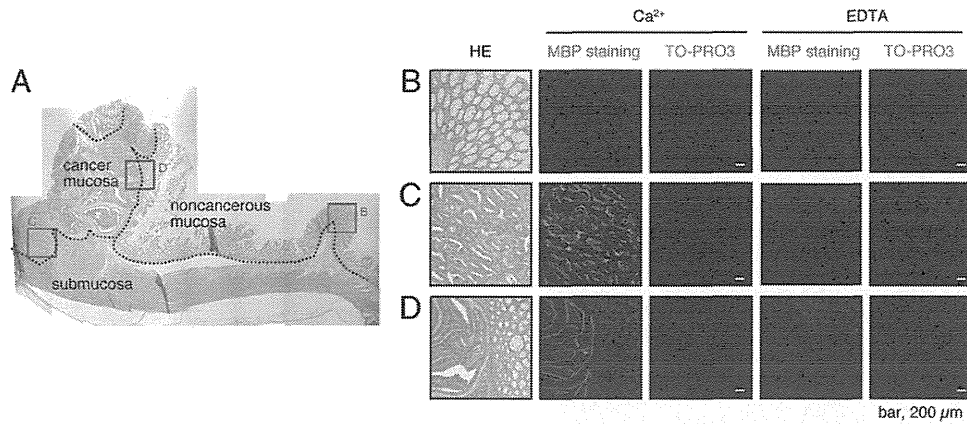 Ca²⁺ EDTA
HE MBP staining TO-PRO3 MBP staining TO-PRO3
A
cancer
mucosa
D
noncancerous
mucosa
B
C
submucosa
B
C
D
bar, 200 µm